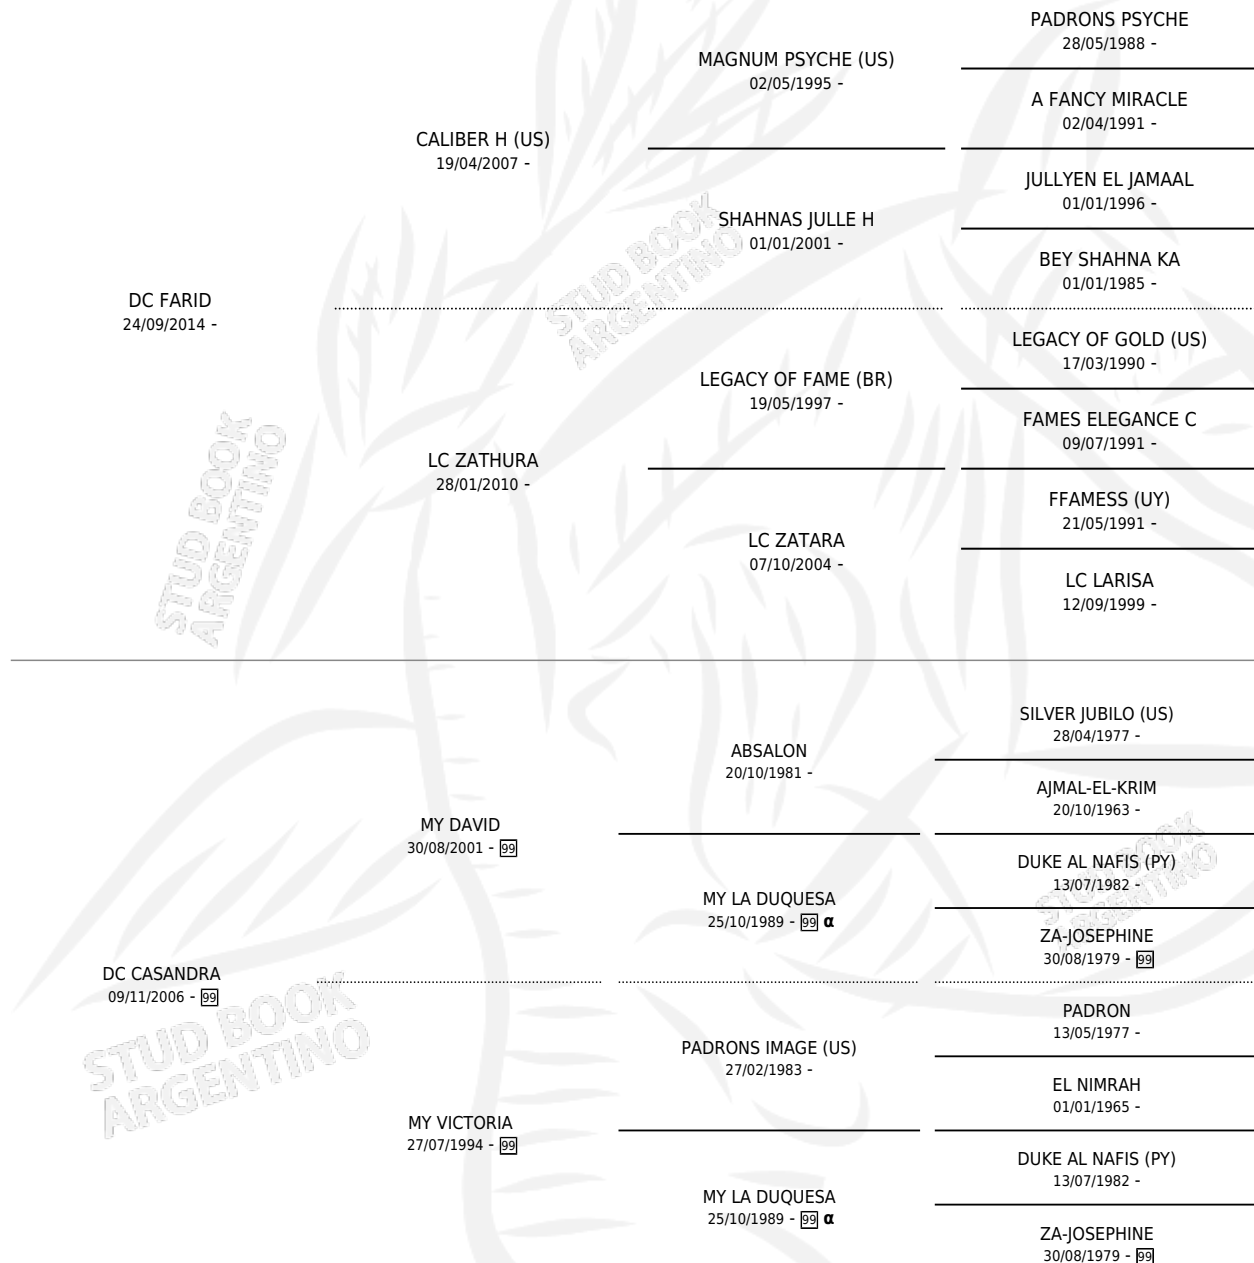 PADRONS PSYCHE
28/05/1988 -
MAGNUM PSYCHE (US)
02/05/1995 -
A FANCY MIRACLE
02/04/1991 -
CALIBER H (US)
19/04/2007 -
JULLYEN EL JAMAAL
01/01/1996 -
SHAHNAS JULLE H
01/01/2001 -
BEY SHAHNA KA
01/01/1985 -
DC FARID
24/09/2014 -
LEGACY OF GOLD (US)
17/03/1990 -
LEGACY OF FAME (BR)
19/05/1997 -
FAMES ELEGANCE C
09/07/1991 -
LC ZATHURA
28/01/2010 -
FFAMESS (UY)
21/05/1991 -
LC ZATARA
07/10/2004 -
LC LARISA
12/09/1999 -
SILVER JUBILO (US)
28/04/1977 -
ABSALON
20/10/1981 -
AJMAL-EL-KRIM
20/10/1963 -
MY DAVID
30/08/2001 - 99
DUKE AL NAFIS (PY)
13/07/1982 -
MY LA DUQUESA
25/10/1989 - 99 α
ZA-JOSEPHINE
30/08/1979 - 99
DC CASANDRA
09/11/2006 - 99
PADRON
13/05/1977 -
PADRONS IMAGE (US)
27/02/1983 -
EL NIMRAH
01/01/1965 -
MY VICTORIA
27/07/1994 - 99
DUKE AL NAFIS (PY)
13/07/1982 -
MY LA DUQUESA
25/10/1989 - 99 α
ZA-JOSEPHINE
30/08/1979 - 99
STUD BOOK
ARGENTINO
STUD BOOK
ARGENTINO
STUD BOOK
ARGENTINO
STUD BOOK
ARGENTINO